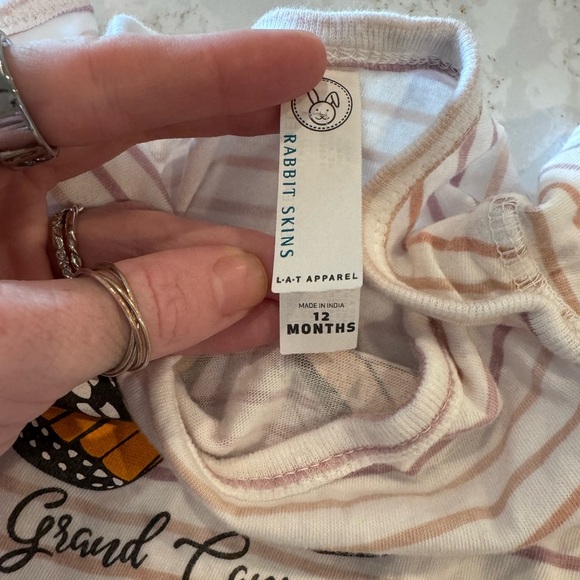 RABBIT SKINS
L·A·T APPAREL
MADE IN INDIA
12
MONTHS
Grand